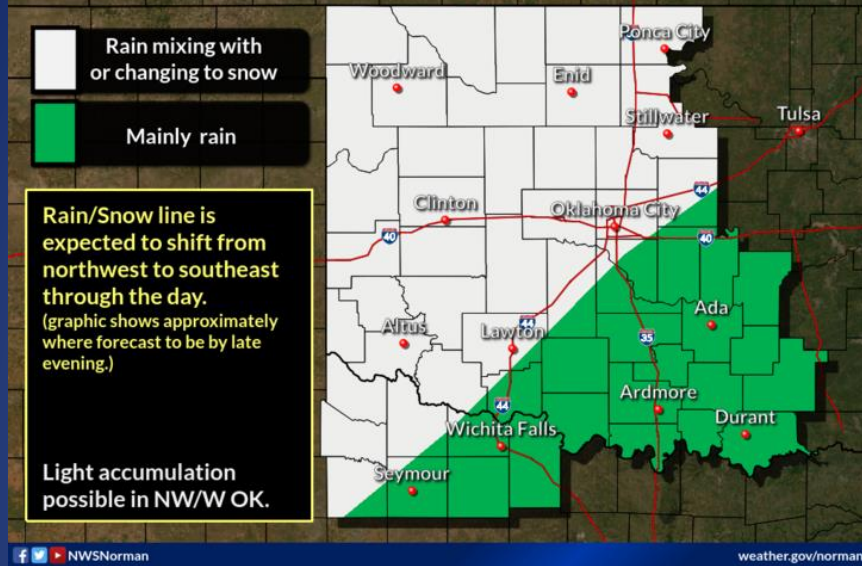 Rain mixing with
or changing to snow
Mainly rain
Rain/Snow line is
expected to shift from
northwest to southeast
through the day.
(graphic shows approximately
where forecast to be by late
evening.)
Light accumulation
possible in NW/W OK.
Ponca City
Woodward
Enid
Stillwater
Tulsa
44
Clinton
Oklahoma City
40
40
Ada
Altus
44
Lawton
35
Ardmore
44
Durant
Wichita Falls
Seymour
NWSNorman
weather.gov/norman